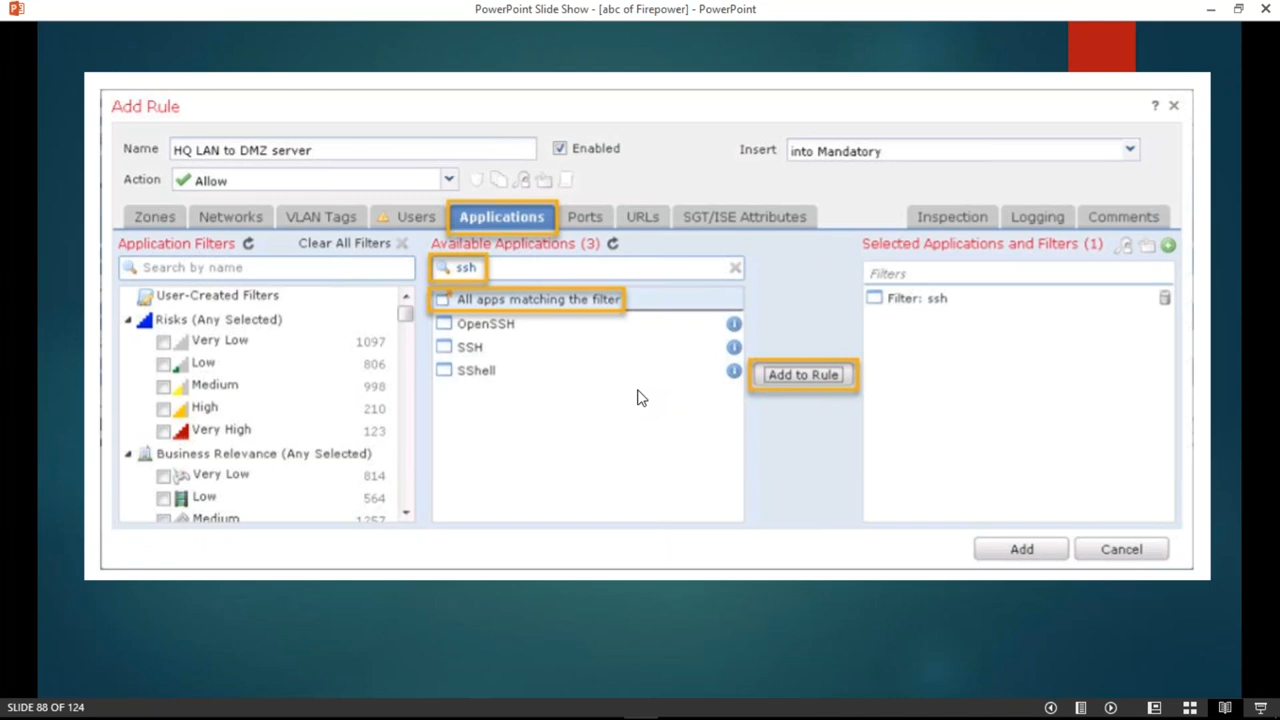 PowerPoint Slide Show - [abc of Firepower] - PowerPoint
Add Rule
?
Name HQ LAN to DMZ server Enabled Insert into Mandatory
Action Allow
Zones Networks VLAN Tags Users Applications Ports URLs SGT/ISE Attributes Inspection Logging Comments
Application Filters Clear All Filters Available Applications (3) Selected Applications and Filters (1)
Search by name ssh Filters
User-Created Filters All apps matching the filter Filter: ssh
Risks (Any Selected) OpenSSH
Very Low 1097 SSH
Low 806 SShell
Medium 998 Add to Rule
High 210
Very High 123
Business Relevance (Any Selected)
Very Low 814
Low 564
Medium 1257
Add Cancel
SLIDE 88 OF 124